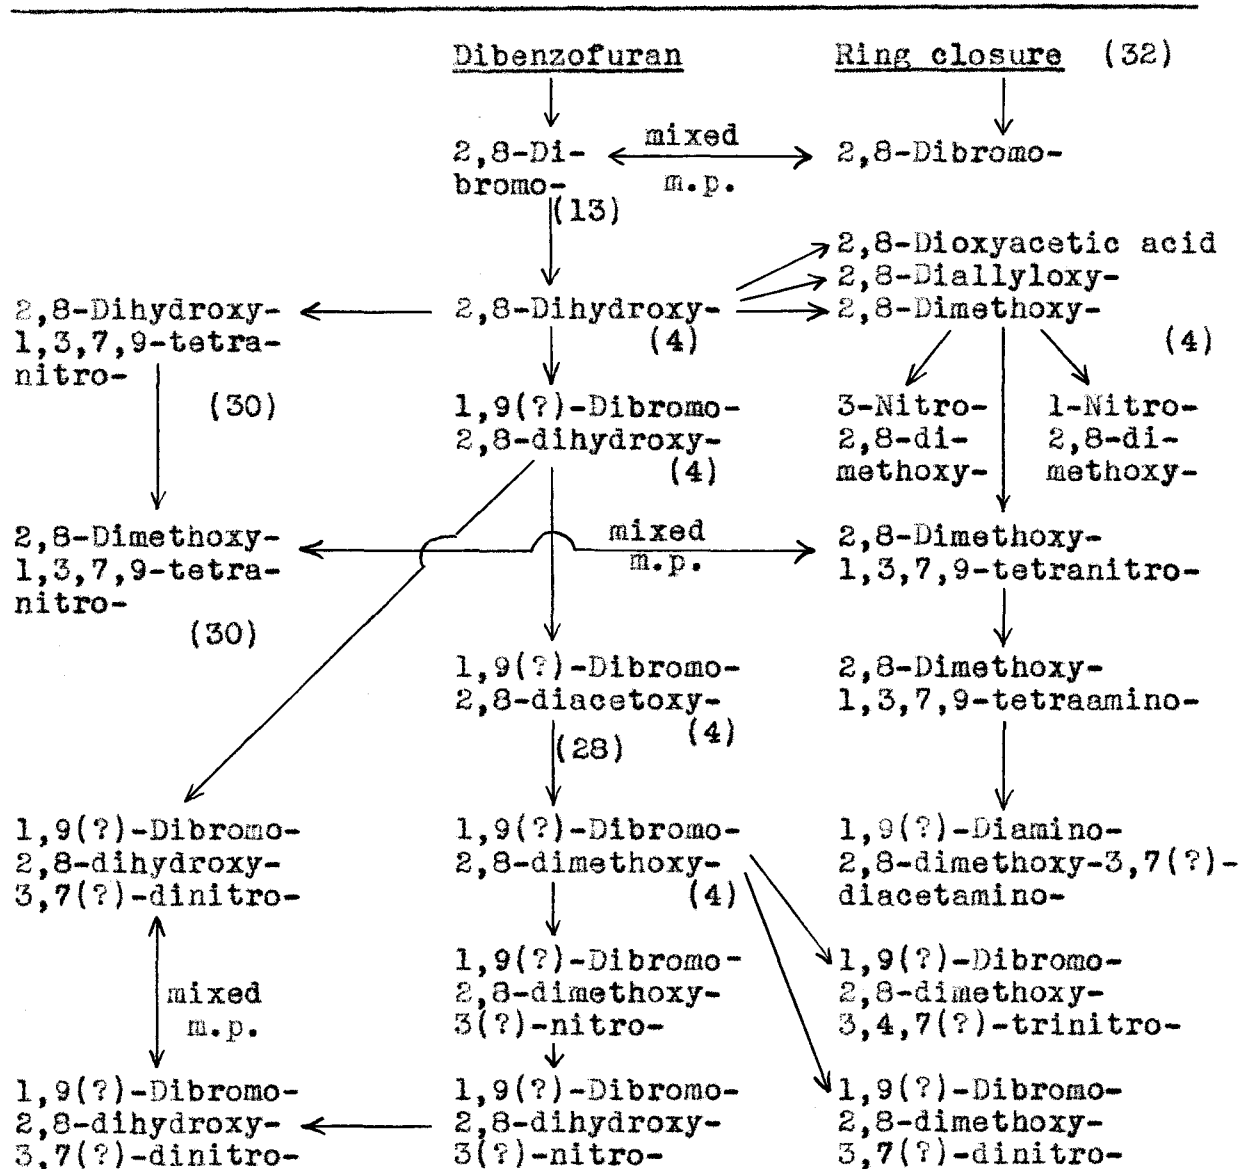 Dibenzofuran
Ring closure (32)
2,8-Di-
bromo-
(13)
mixed
m.p.
2,8-Dibromo-
2,8-Dihydroxy-
1,3,7,9-tetra-
nitro-
(30)
2,8-Dihydroxy-
(4)
2,8-Dioxyacetic acid
2,8-Diallyloxy-
2,8-Dimethoxy-
(4)
1,9(?)-Dibromo-
2,8-dihydroxy-
(4)
3-Nitro-
2,8-di-
methoxy-
1-Nitro-
2,8-di-
methoxy-
2,8-Dimethoxy-
1,3,7,9-tetra-
nitro-
(30)
mixed
m.p.
2,8-Dimethoxy-
1,3,7,9-tetranitro-
1,9(?)-Dibromo-
2,8-diacetoxy-
(4)
(28)
2,8-Dimethoxy-
1,3,7,9-tetraamino-
1,9(?)-Dibromo-
2,8-dihydroxy-
3,7(?)-dinitro-
1,9(?)-Dibromo-
2,8-dimethoxy-
(4)
1,9(?)-Diamino-
2,8-dimethoxy-3,7(?)-
diacetamino-
mixed
m.p.
1,9(?)-Dibromo-
2,8-dimethoxy-
3(?)-nitro-
1,9(?)-Dibromo-
2,8-dimethoxy-
3,4,7(?)-trinitro-
1,9(?)-Dibromo-
2,8-dihydroxy-
3,7(?)-dinitro-
1,9(?)-Dibromo-
2,8-dihydroxy-
3(?)-nitro-
1,9(?)-Dibromo-
2,8-dimethoxy-
3,7(?)-dinitro-